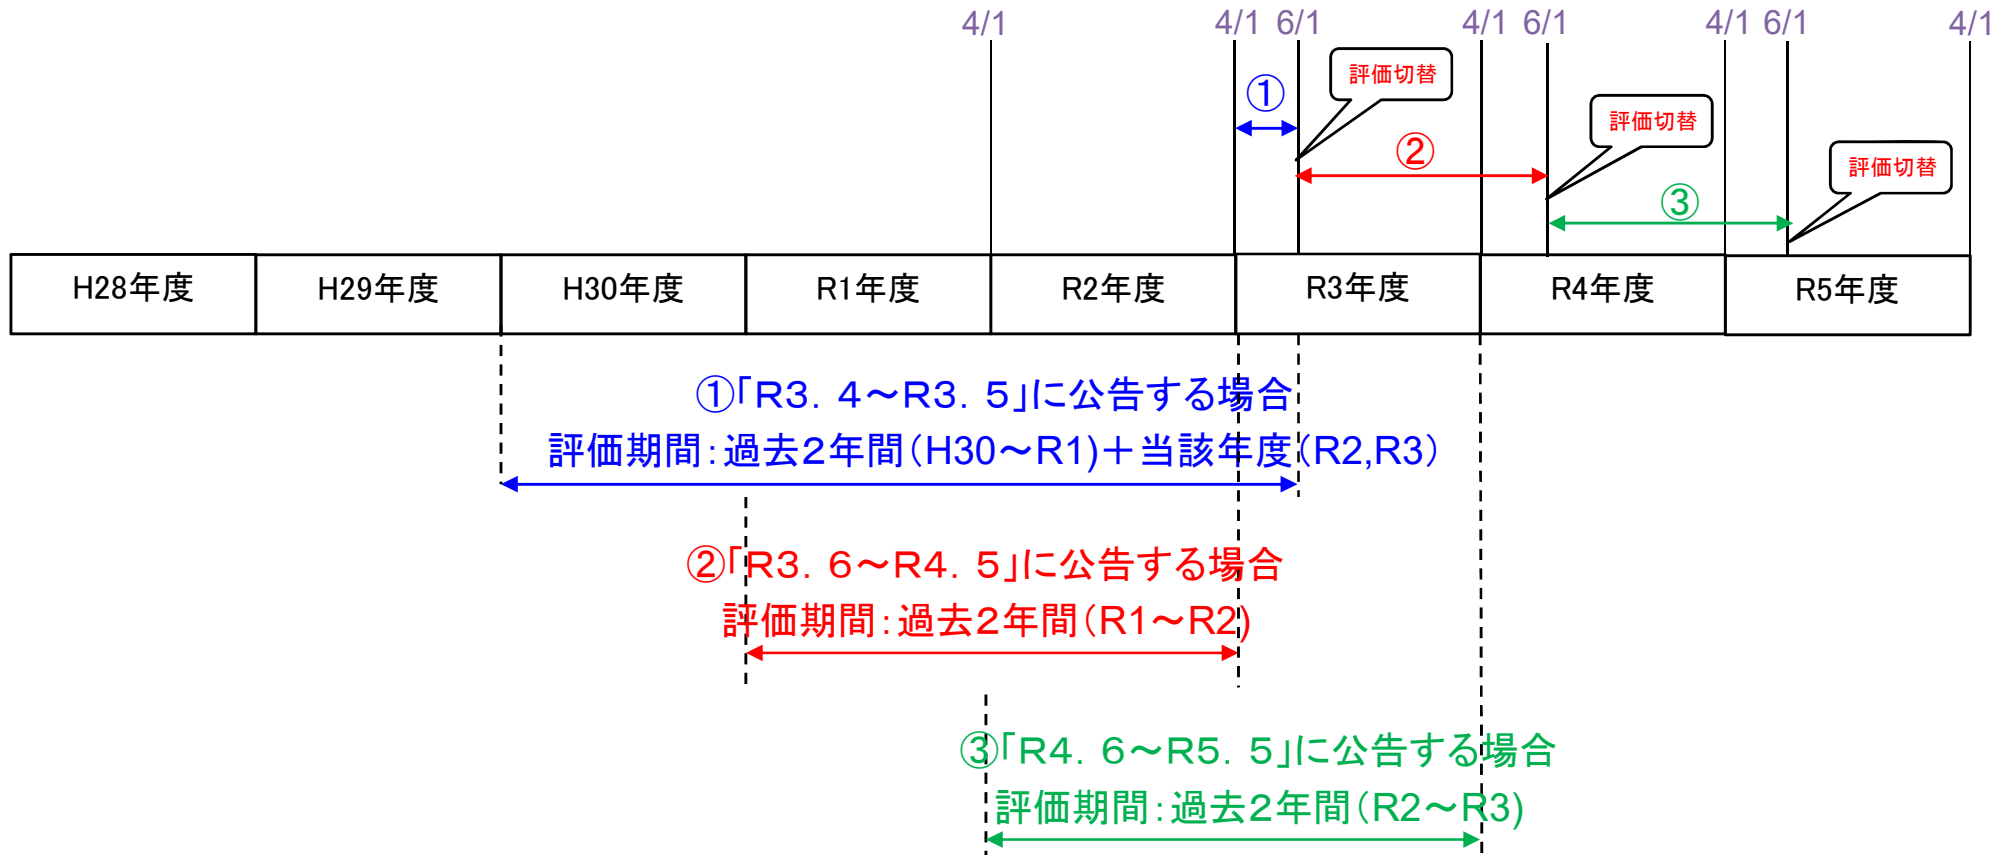 4/1 4/1 6/1 4/1 6/1 4/1 6/1 4/1
評価切替
①
評価切替
②
評価切替
③
H28年度 H29年度 H30年度 R1年度 R2年度 R3年度 R4年度 R5年度
①「R3．4～R3．5」に公告する場合
評価期間：過去2年間（H30～R1)＋当該年度（R2,R3）
②「R3．6～R4．5」に公告する場合
評価期間：過去2年間（R1～R2)
③「R4．6～R5．5」に公告する場合
評価期間：過去2年間（R2～R3)